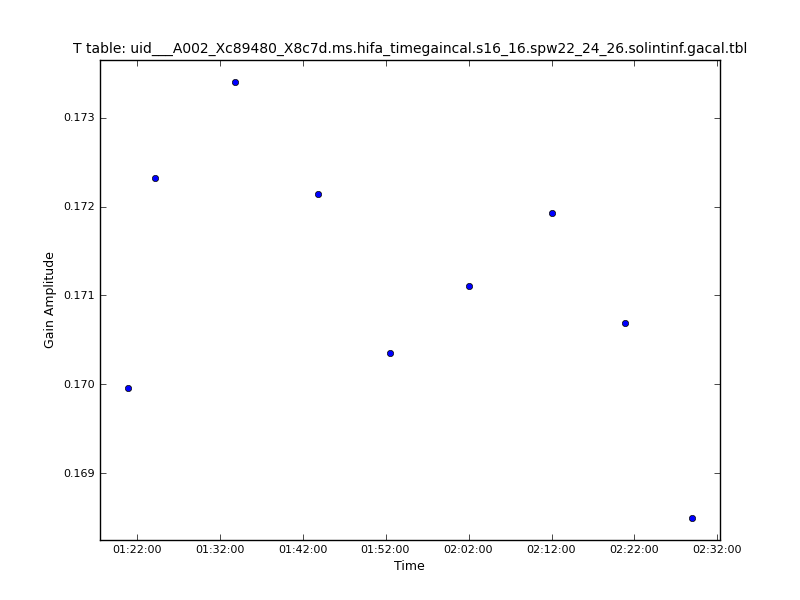 T table: uid___A002_Xc89480_X8c7d.ms.hifa_timegaincal.s16_16.spw22_24_26.solintinf.gacal.tbl
0.173
0.172
0.171
0.170
0.169
Gain Amplitude
01:22:00 01:32:00 01:42:00 01:52:00 02:02:00 02:12:00 02:22:00 02:32:00
Time